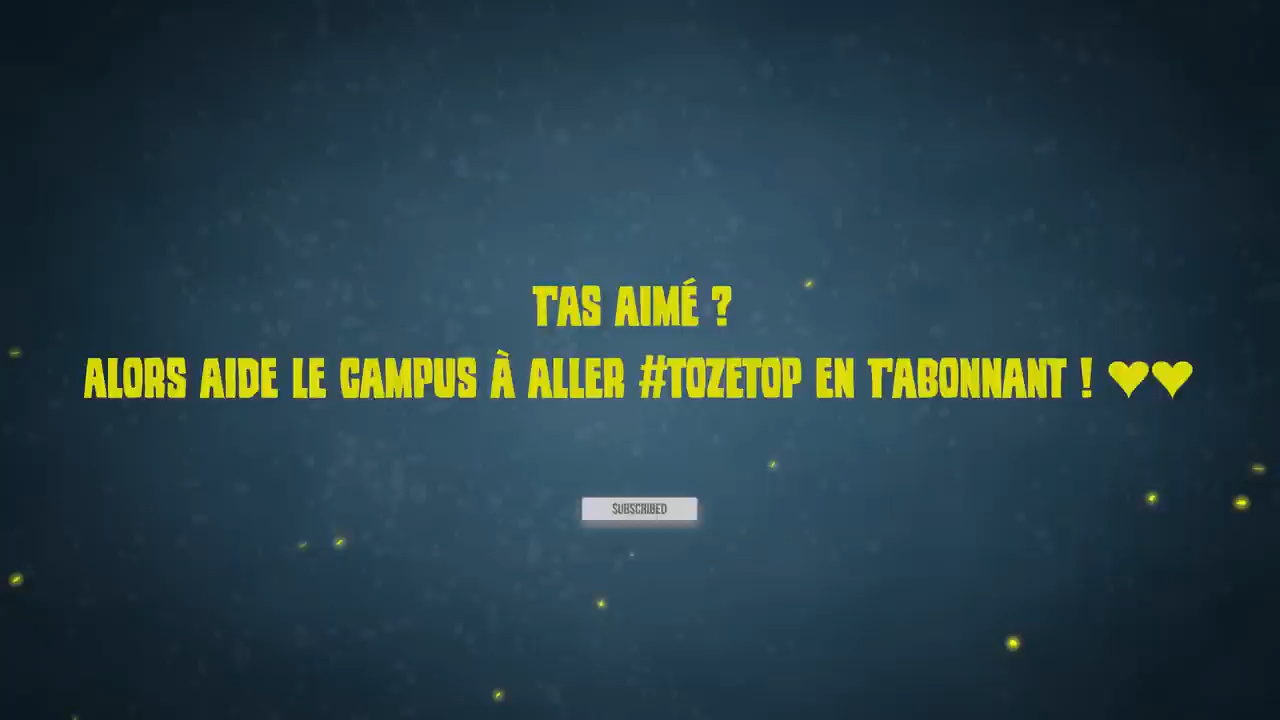 T'AS AIMÉ ?
ALORS AIDE LE CAMPUS À ALLER #TOZETOP EN T'ABONNANT ! ♥♥
SUBSCRIBED